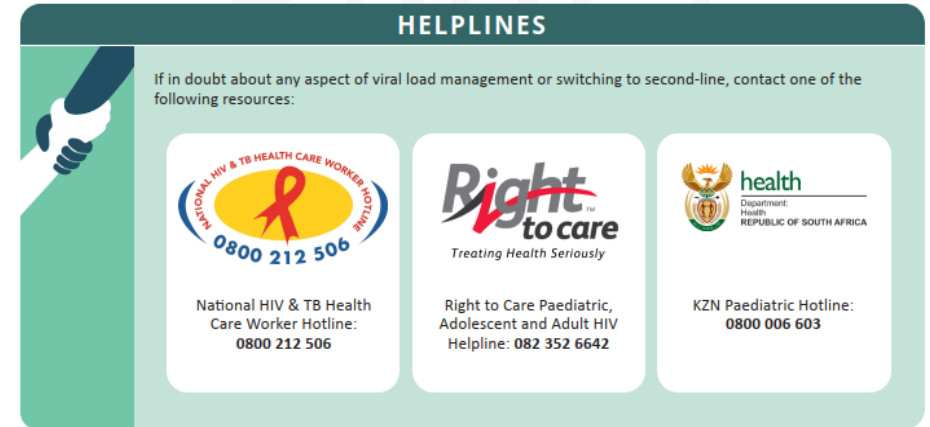 HELPLINES
If in doubt about any aspect of viral load management or switching to second-line, contact one of the
following resources:
NATIONAL HIV & TB HEALTH CARE WORKER HOTLINE
0800 212 506
National HIV & TB Health
Care Worker Hotline:
0800 212 506
Right
to care
TM
Treating Health Seriously
Right to Care Paediatric,
Adolescent and Adult HIV
Helpline: 082 352 6642
health
Department:
Health
REPUBLIC OF SOUTH AFRICA
KZN Paediatric Hotline:
0800 006 603